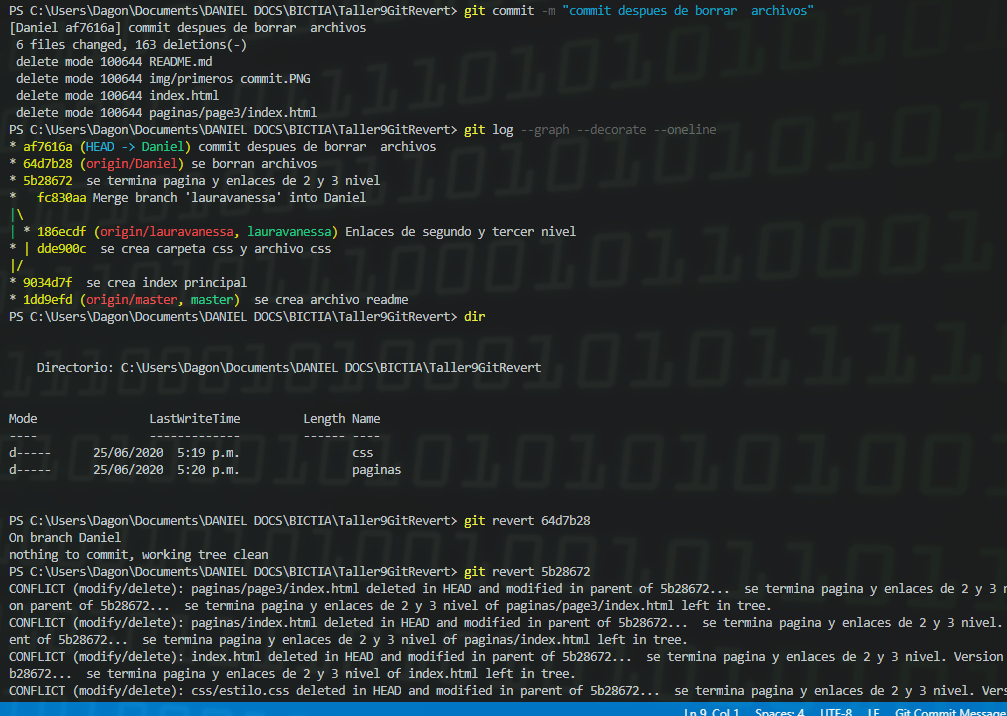 PS C:\Users\Dagon\Documents\DANIEL DOCS\BICTIA\Taller9GitRevert> git commit -m "commit despues de borrar  archivos"
[Daniel af7616a] commit despues de borrar  archivos
 6 files changed, 163 deletions(-)
 delete mode 100644 README.md
 delete mode 100644 img/primeros commit.PNG
 delete mode 100644 index.html
 delete mode 100644 paginas/page3/index.html
PS C:\Users\Dagon\Documents\DANIEL DOCS\BICTIA\Taller9GitRevert> git log --graph --decorate --oneline
* af7616a (HEAD -> Daniel) commit despues de borrar  archivos
* 64d7b28 (origin/Daniel) se borran archivos
* 5b28672  se termina pagina y enlaces de 2 y 3 nivel
*   fc830aa Merge branch 'lauravanessa' into Daniel
|\
| * 186ecdf (origin/lauravanessa, lauravanessa) Enlaces de segundo y tercer nivel
* | dde900c  se crea carpeta css y archivo css
|/
* 9034d7f  se crea index principal
* 1dd9efd (origin/master, master)  se crea archivo readme
PS C:\Users\Dagon\Documents\DANIEL DOCS\BICTIA\Taller9GitRevert> dir
    Directorio: C:\Users\Dagon\Documents\DANIEL DOCS\BICTIA\Taller9GitRevert
Mode                LastWriteTime         Length Name
----                -------------         ------ ----
d-----       25/06/2020  5:19 p.m.                css
d-----       25/06/2020  5:20 p.m.                paginas
PS C:\Users\Dagon\Documents\DANIEL DOCS\BICTIA\Taller9GitRevert> git revert 64d7b28
On branch Daniel
nothing to commit, working tree clean
PS C:\Users\Dagon\Documents\DANIEL DOCS\BICTIA\Taller9GitRevert> git revert 5b28672
CONFLICT (modify/delete): paginas/page3/index.html deleted in HEAD and modified in parent of 5b28672...  se termina pagina y enlaces de 2 y 3
on parent of 5b28672...  se termina pagina y enlaces de 2 y 3 nivel of paginas/page3/index.html left in tree.
CONFLICT (modify/delete): paginas/index.html deleted in HEAD and modified in parent of 5b28672...  se termina pagina y enlaces de 2 y 3 nivel.
ent of 5b28672...  se termina pagina y enlaces de 2 y 3 nivel of paginas/index.html left in tree.
CONFLICT (modify/delete): index.html deleted in HEAD and modified in parent of 5b28672...  se termina pagina y enlaces de 2 y 3 nivel. Version
b28672...  se termina pagina y enlaces de 2 y 3 nivel of index.html left in tree.
CONFLICT (modify/delete): css/estilo.css deleted in HEAD and modified in parent of 5b28672...  se termina pagina y enlaces de 2 y 3 nivel. Vers
Ln 9, Col 1 Spaces: 4 UTF-8 LF Git Commit Message